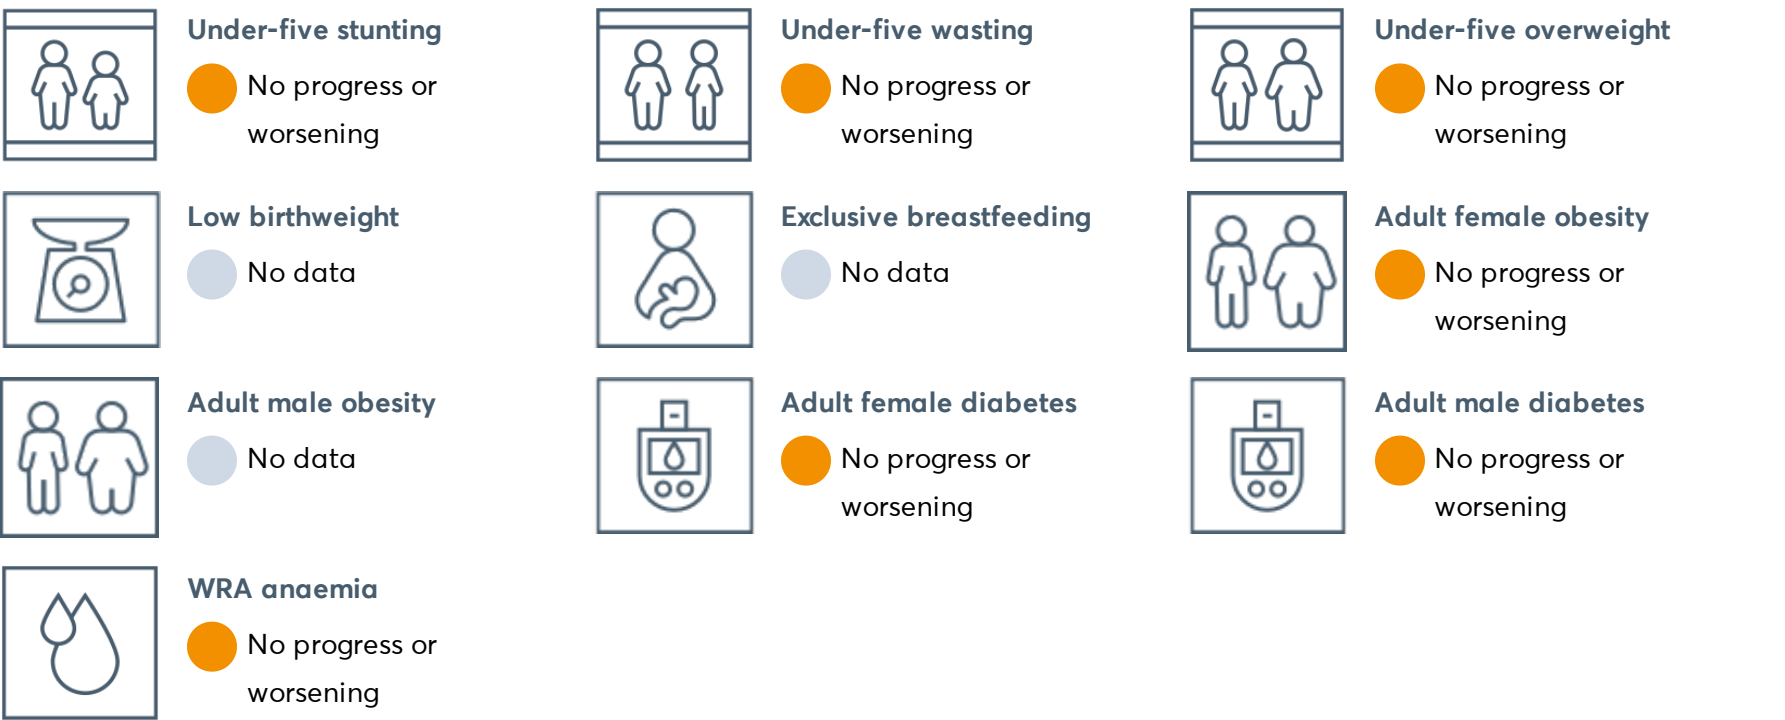 Under-five stunting
No progress or
worsening
Under-five wasting
No progress or
worsening
Under-five overweight
No progress or
worsening
Low birthweight
No data
Exclusive breastfeeding
No data
Adult female obesity
No progress or
worsening
Adult male obesity
No data
Adult female diabetes
No progress or
worsening
Adult male diabetes
No progress or
worsening
WRA anaemia
No progress or
worsening